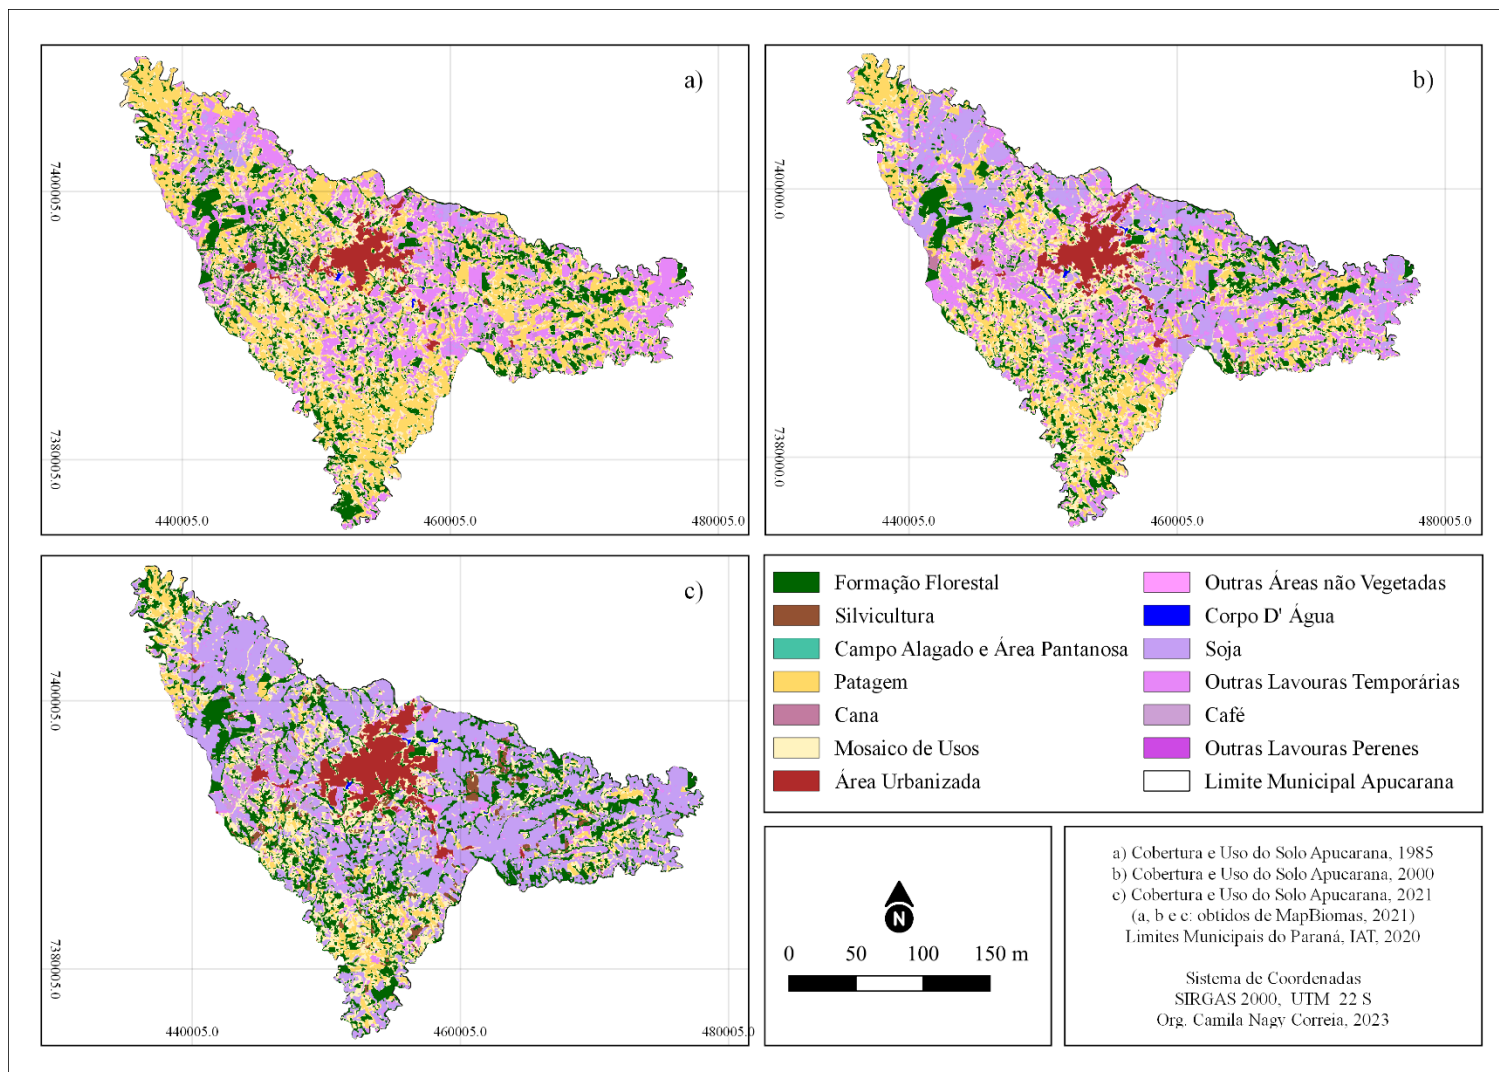 a)
7400005.0
7380005.0
440005.0
460005.0
480005.0
b)
7400000.0
7380000.0
440005.0
460005.0
480005.0
c)
7400005.0
7380005.0
440005.0
460005.0
480005.0
Formação Florestal
Silvicultura
Campo Alagado e Área Pantanosa
Patagem
Cana
Mosaico de Usos
Área Urbanizada
Outras Áreas não Vegetadas
Corpo D' Água
Soja
Outras Lavouras Temporárias
Café
Outras Lavouras Perenes
Limite Municipal Apucarana
N
0 50 100 150 m
a) Cobertura e Uso do Solo Apucarana, 1985
b) Cobertura e Uso do Solo Apucarana, 2000
c) Cobertura e Uso do Solo Apucarana, 2021
(a, b e c: obtidos de MapBiomas, 2021)
Limites Municipais do Paraná, IAT, 2020
Sistema de Coordenadas
SIRGAS 2000, UTM 22 S
Org. Camila Nagy Correia, 2023